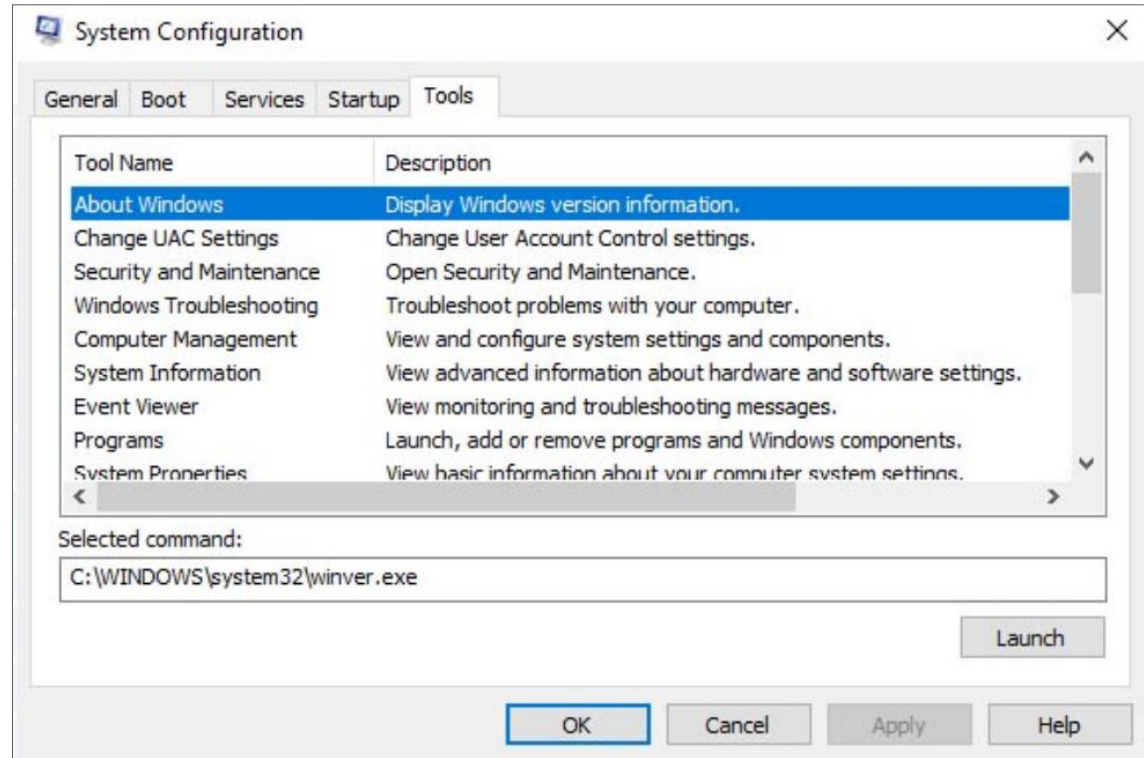 System Configuration
General Boot Services Startup Tools
Tool Name Description
About Windows Display Windows version information.
Change UAC Settings Change User Account Control settings.
Security and Maintenance Open Security and Maintenance.
Windows Troubleshooting Troubleshoot problems with your computer.
Computer Management View and configure system settings and components.
System Information View advanced information about hardware and software settings.
Event Viewer View monitoring and troubleshooting messages.
Programs Launch, add or remove programs and Windows components.
System Properties View basic information about your computer system settings.
Selected command:
C:\WINDOWS\system32\winver.exe
Launch
OK Cancel Apply Help